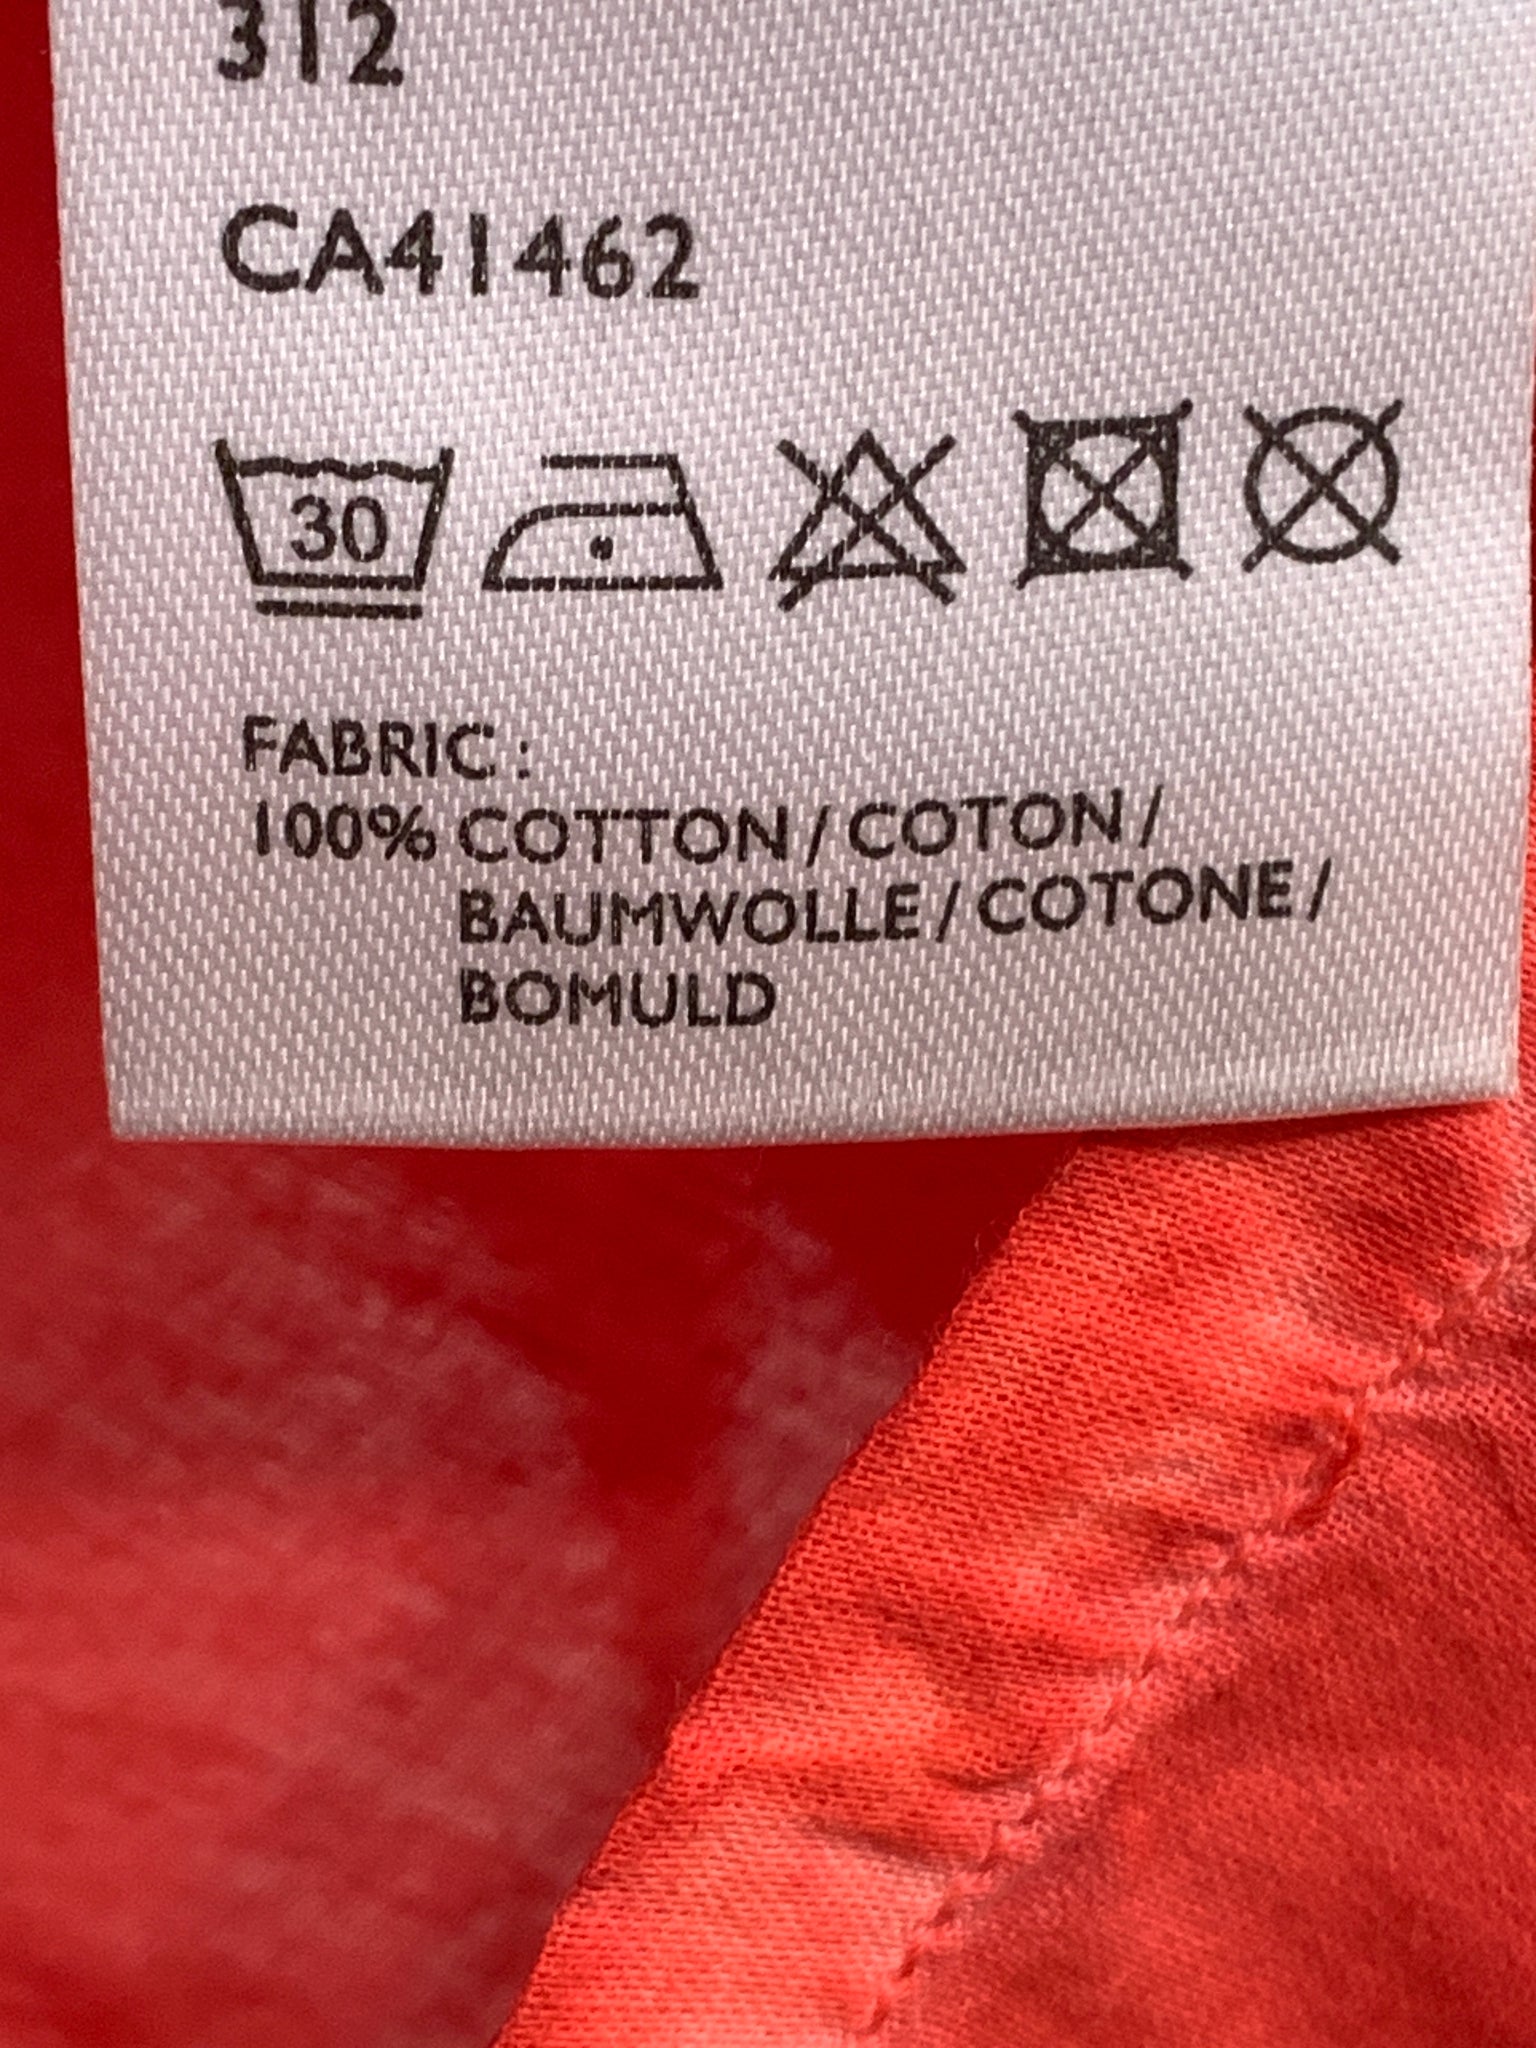 312
CA41462
30
FABRIC:
100% COTTON / COTON /
BAUMWOLLE / COTONE /
BOMULD